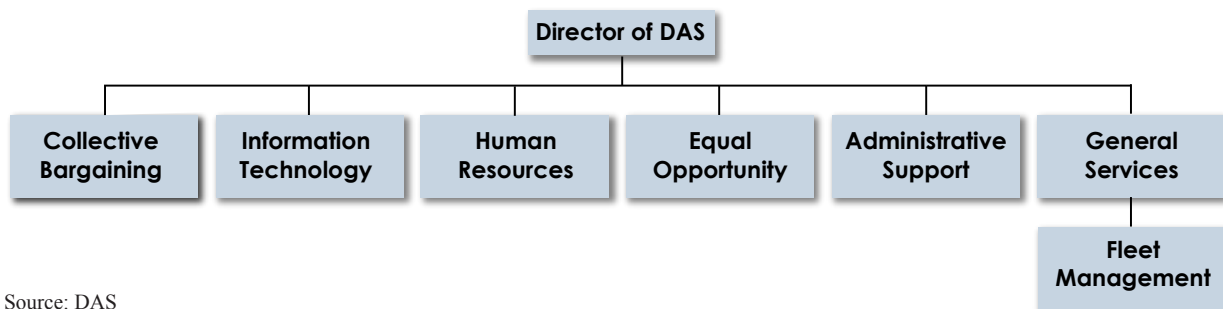 Director of DAS
Collective
Bargaining
Information
Technology
Human
Resources
Equal
Opportunity
Administrative
Support
General
Services
Fleet
Management
Source: DAS